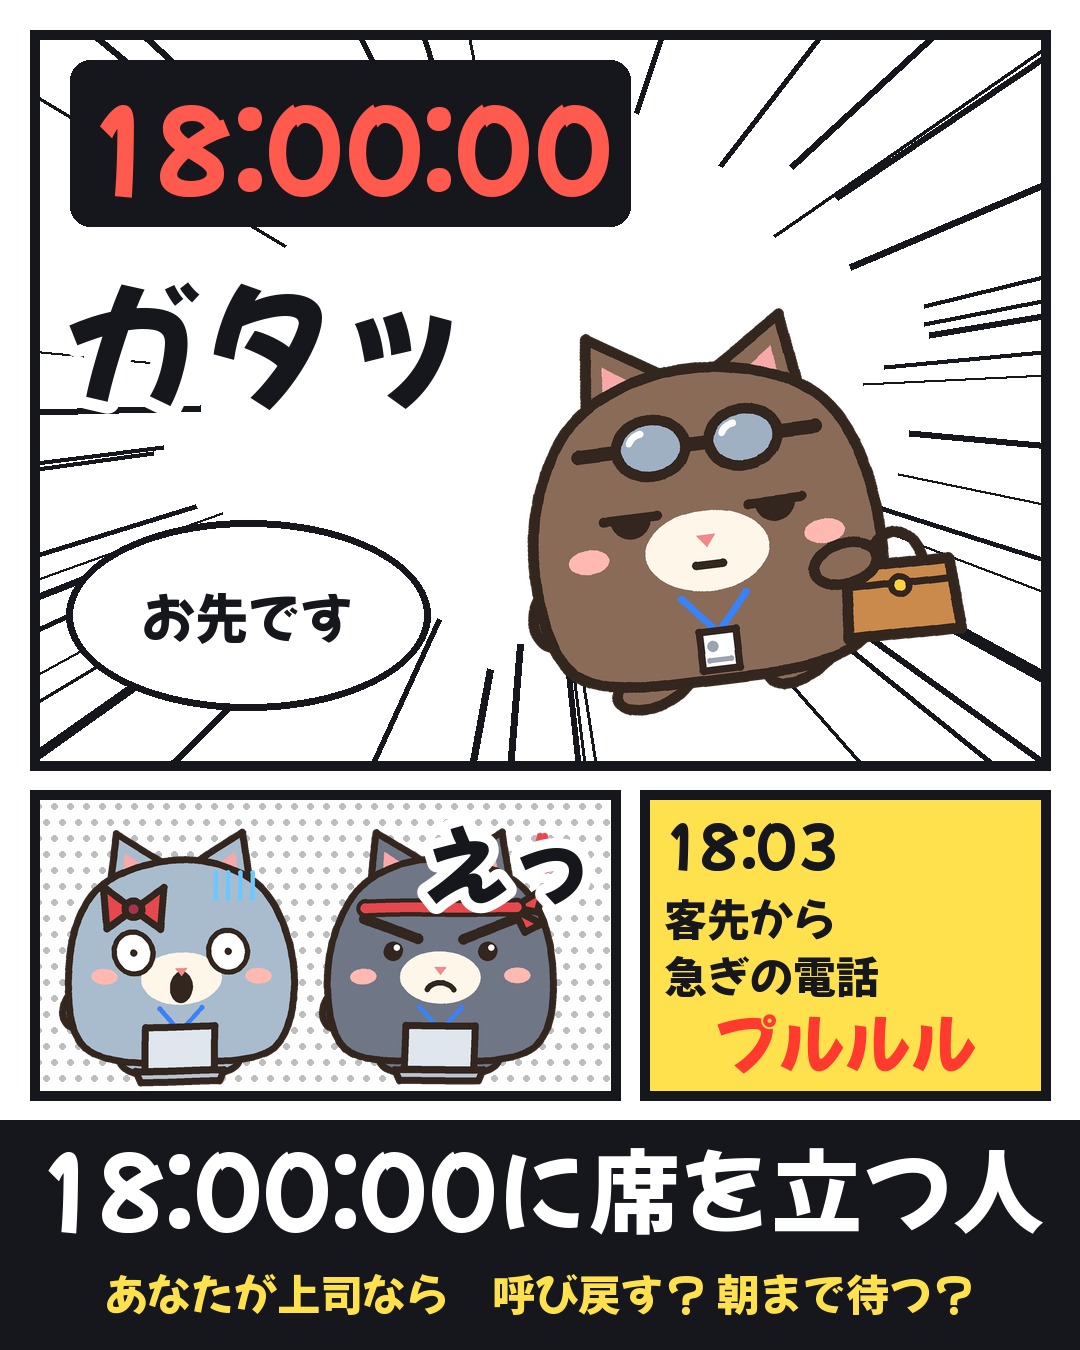 18:00:00
ガタッ
お先です
えっ
18:03
客先から
急ぎの電話
プルルル
18:00:00に席を立つ人
あなたが上司なら　呼び戻す？ 朝まで待つ？